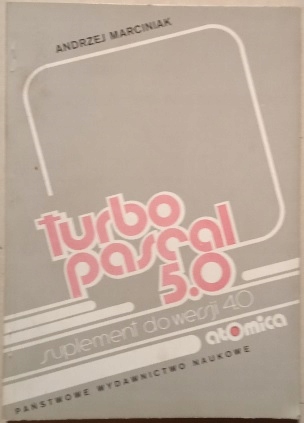 ANDRZEJ MARCINIAK
turbo
pascal
5.0
suplement do wersji 4.0
atomica
PAŃSTWOWE WYDAWNICTWO NAUKOWE